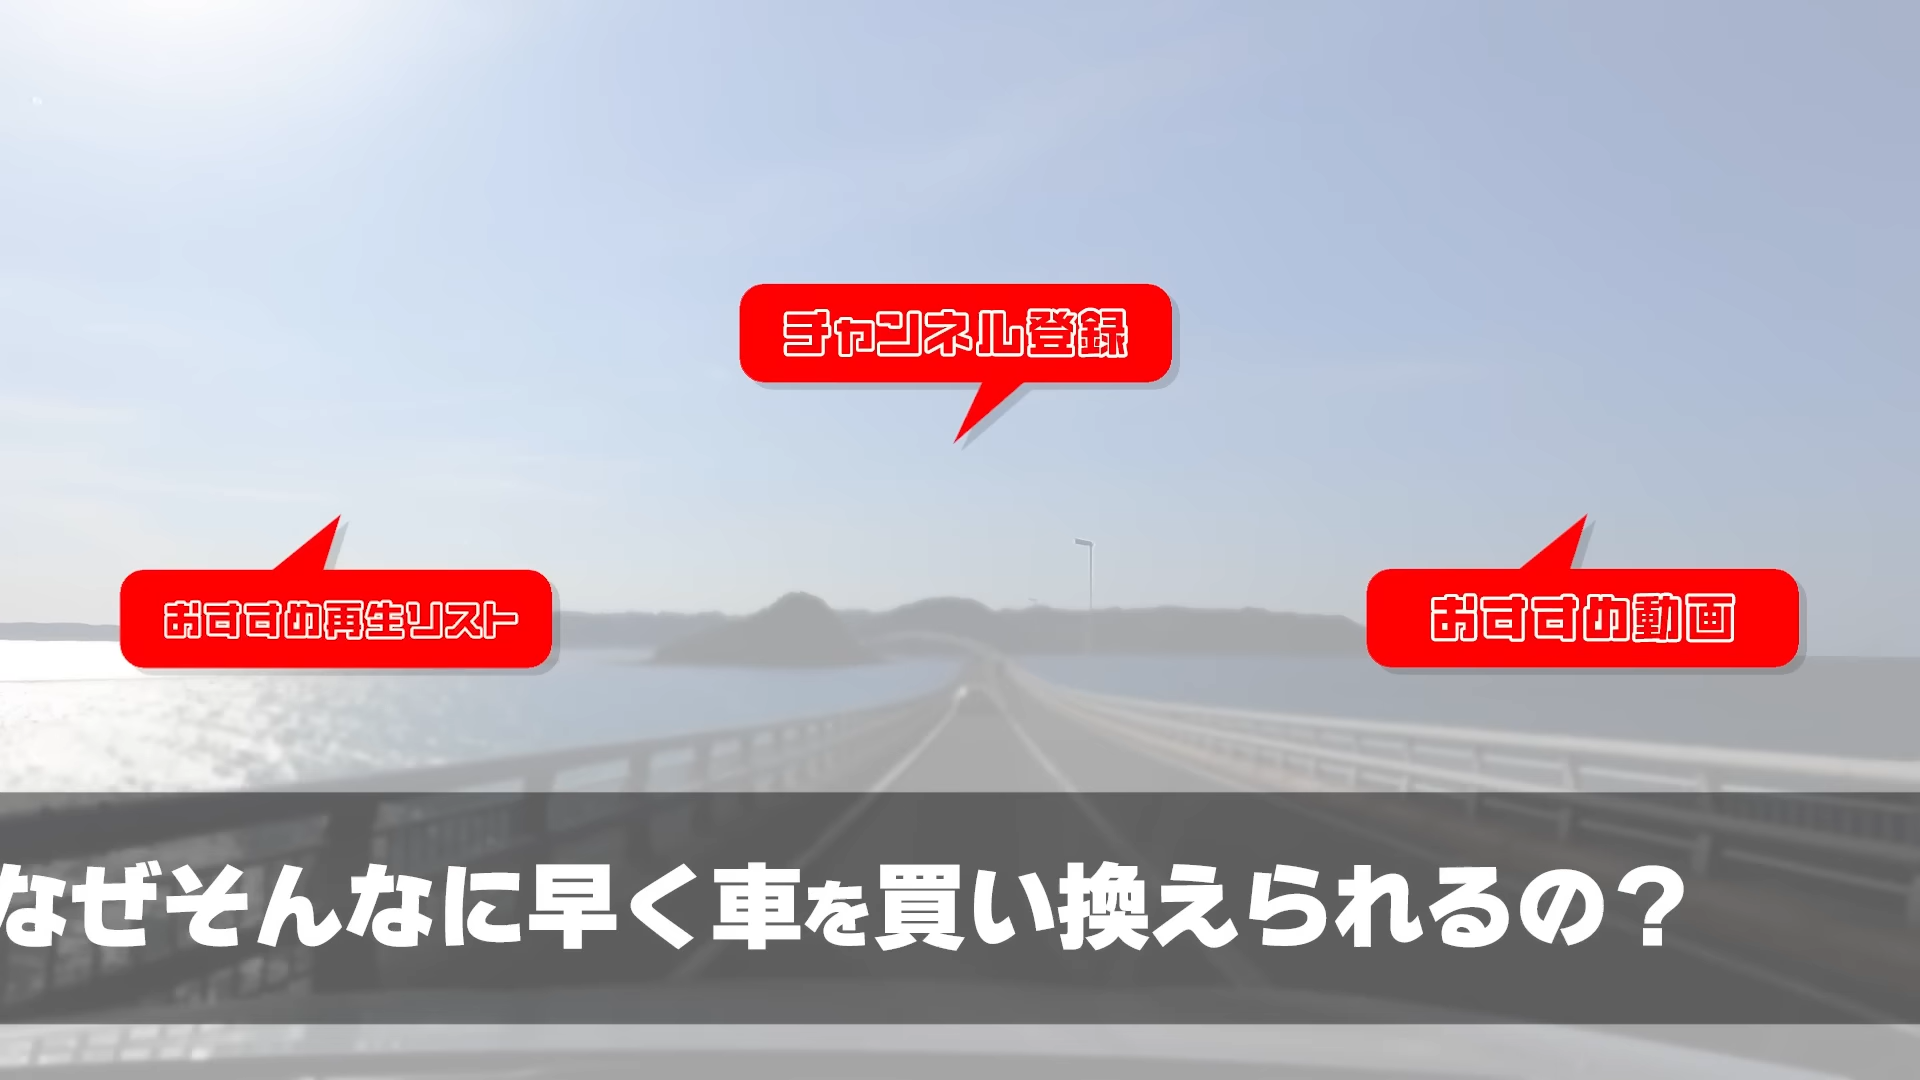 チャンネル登録
おすすめ再生リスト
おすすめ動画
なぜそんなに早く車を買い換えられるの？